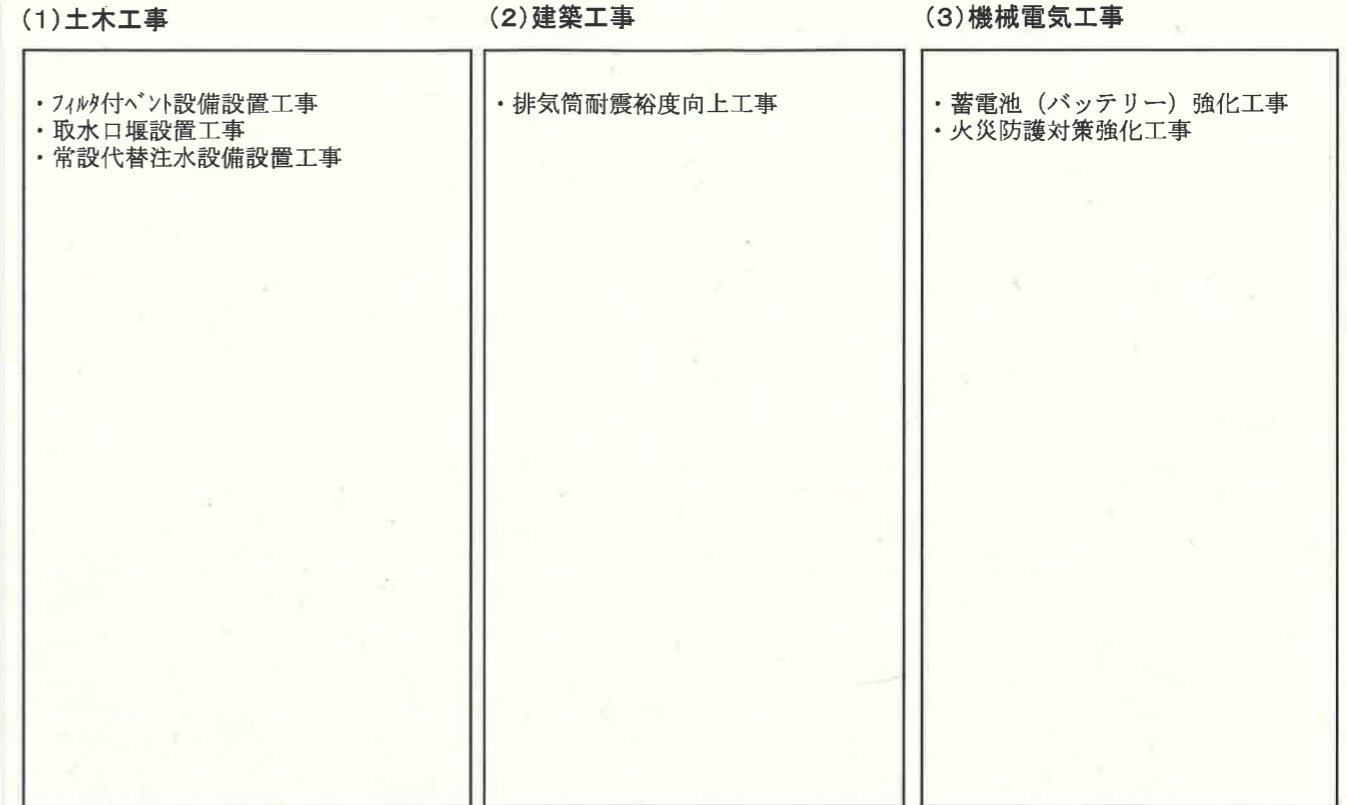 (1)土木工事
・ﾌｨﾙﾀ付ﾍﾞﾝﾄ設備設置工事
・取水口堰設置工事
・常設代替注水設備設置工事
(2)建築工事
・排気筒耐震裕度向上工事
(3)機械電気工事
・蓄電池（バッテリー）強化工事
・火災防護対策強化工事